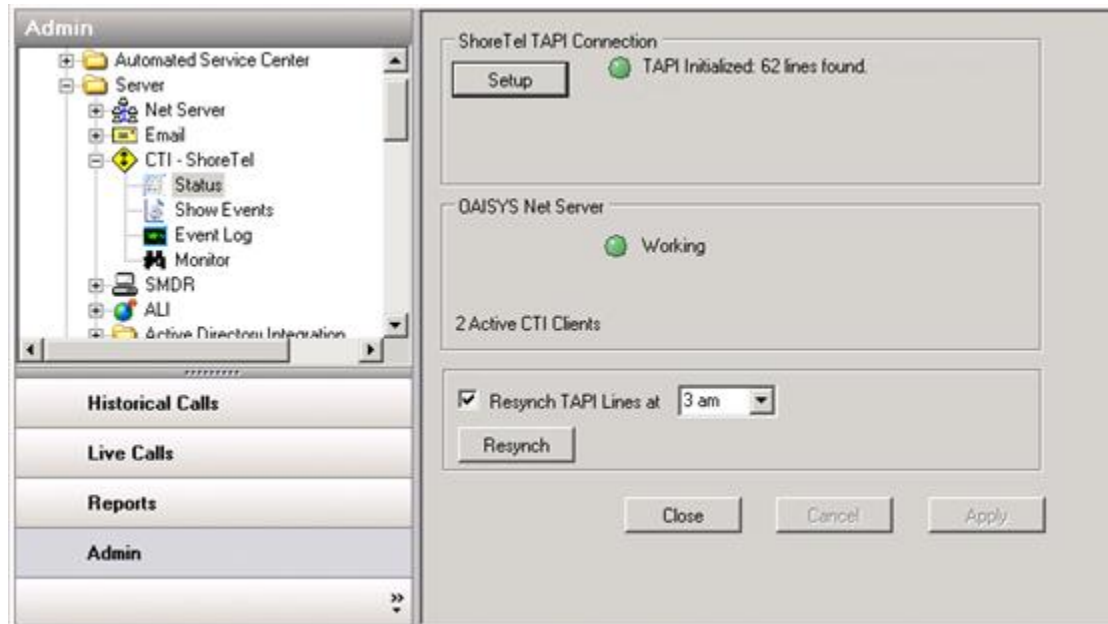 Admin
Automated Service Center
Server
Net Server
Email
CTI - ShoreTel
Status
Show Events
Event Log
Monitor
SMDR
ALI
Active Directory Integration
Historical Calls
Live Calls
Reports
Admin
ShoreTel TAPI Connection
Setup
TAPI Initialized: 62 lines found.
OAISYS Net Server
Working
2 Active CTI Clients
Resynch TAPI Lines at 3 am
Resynch
Close Cancel Apply